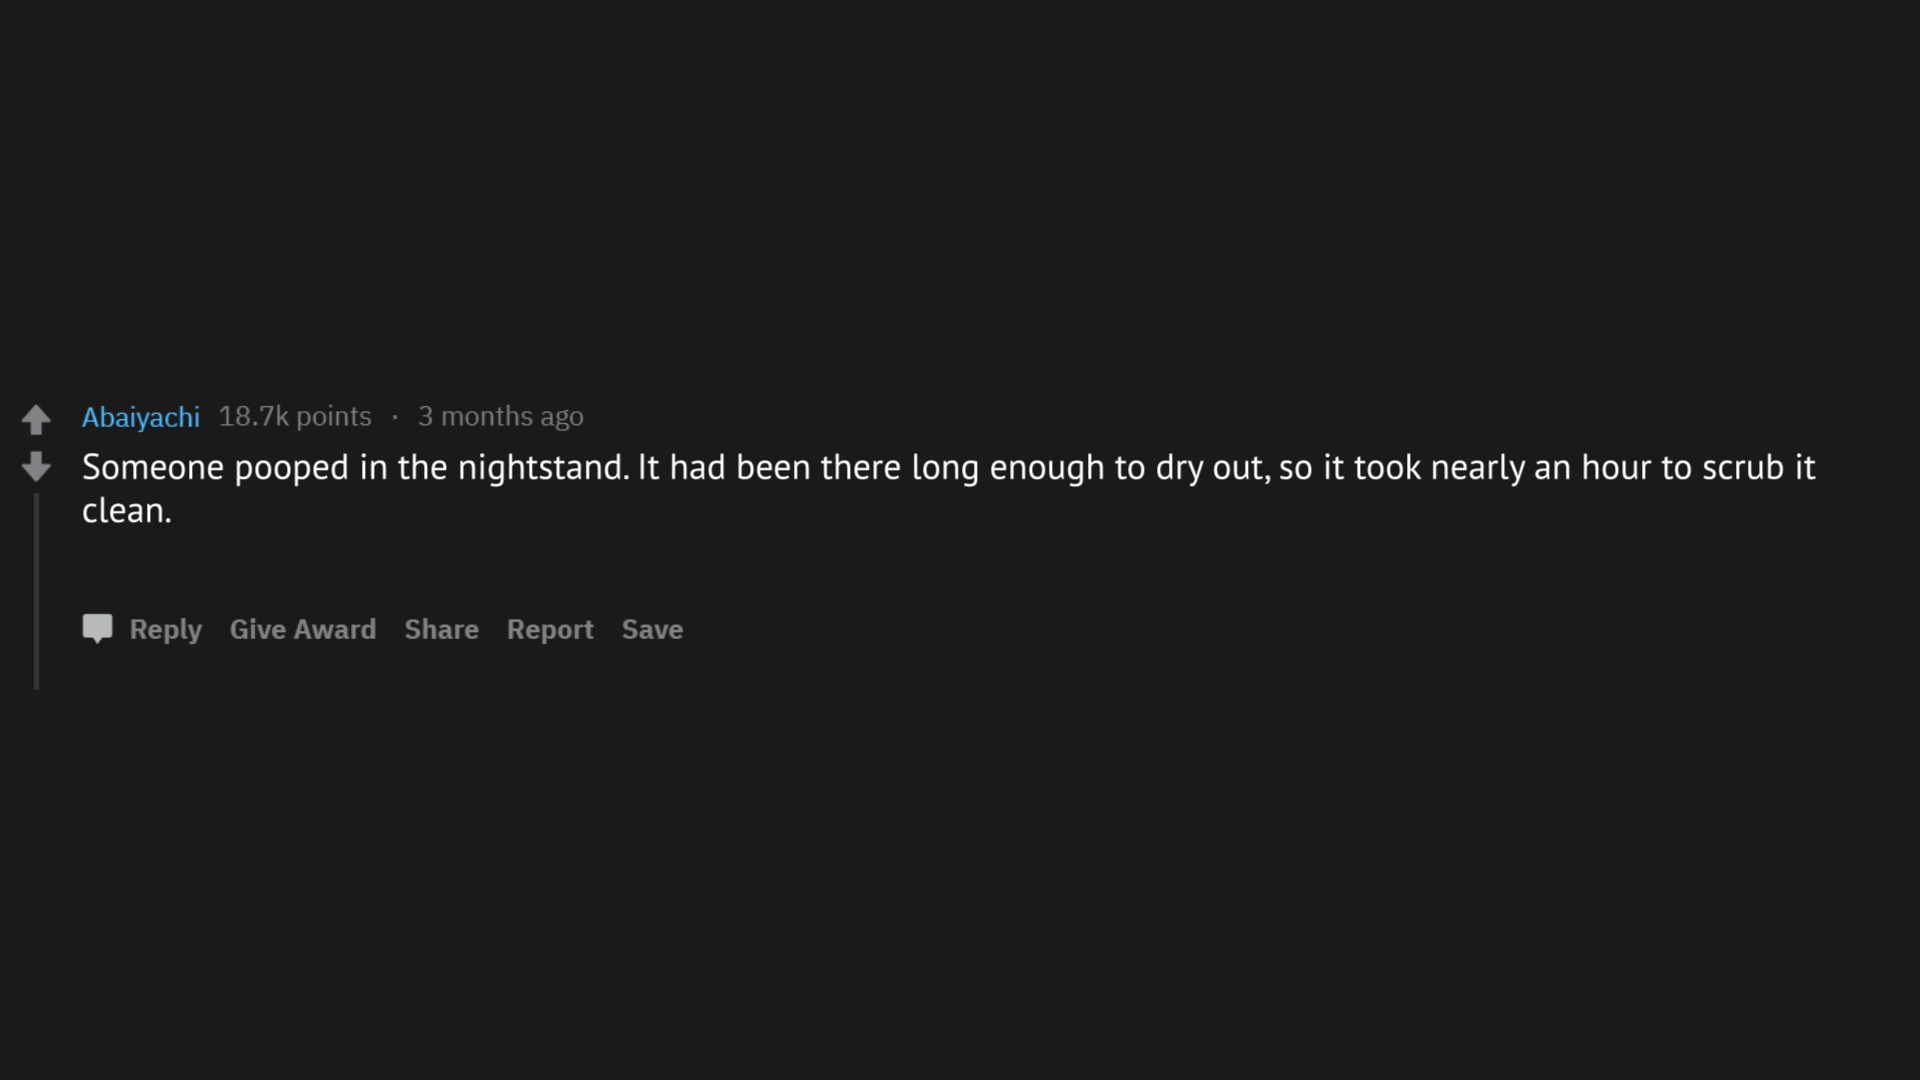 Abaiyachi 18.7k points · 3 months ago
Someone pooped in the nightstand. It had been there long enough to dry out, so it took nearly an hour to scrub it
clean.
Reply Give Award Share Report Save